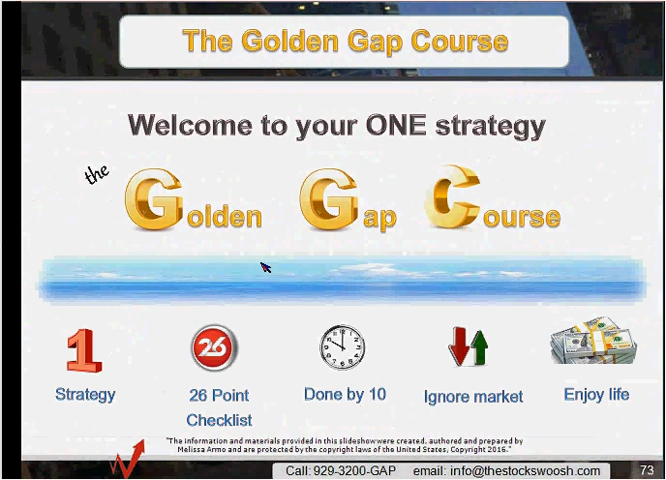 The Golden Gap Course
Welcome to your ONE strategy
the Golden Gap Course
1 26
Strategy 26 Point Done by 10 Ignore market Enjoy life
Checklist
"The information and materials provided in this slideshow were created, authored and prepared by
Melissa Armo and are protected by the copyright laws of the United States, Copyright 2016."
Call: 929-3200-GAP email: info@thestockswoosh.com 73